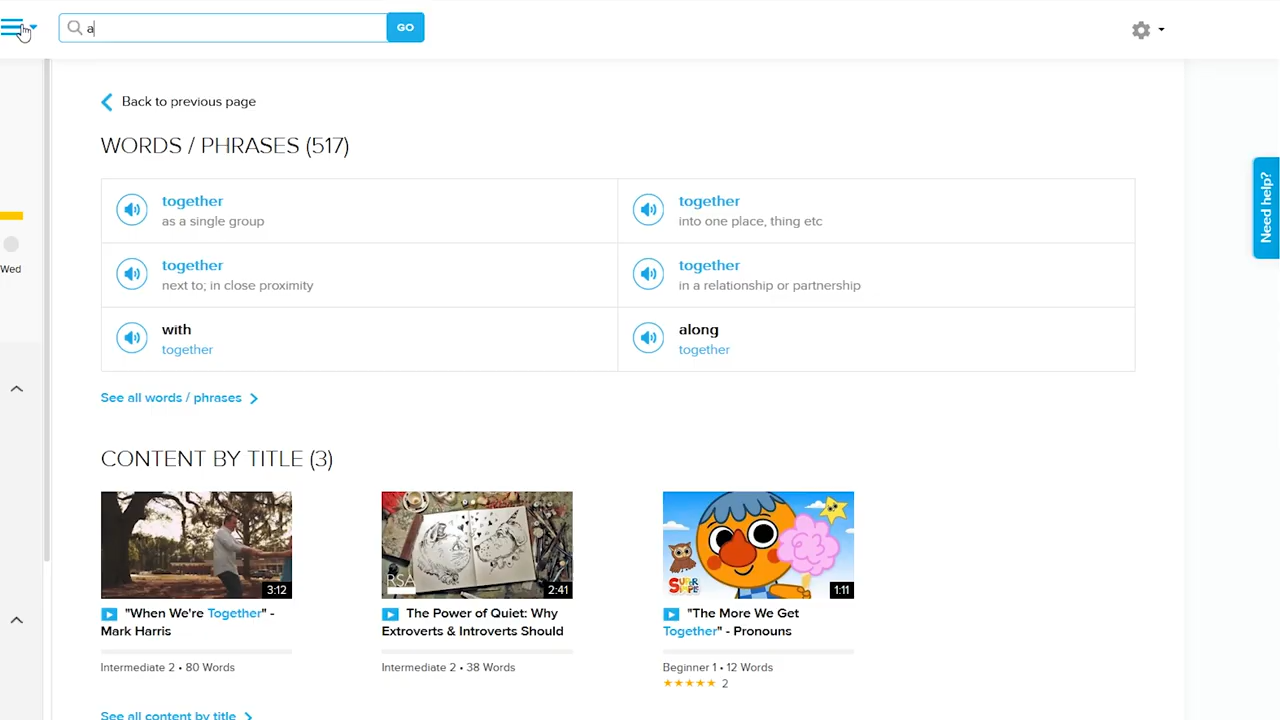 a
GO
Back to previous page
WORDS / PHRASES (517)
together
as a single group
together
into one place, thing etc
together
next to; in close proximity
together
in a relationship or partnership
with
together
along
together
See all words / phrases
CONTENT BY TITLE (3)
RSA
SUPER SIMPLE
3:12
2:41
1:11
"When We're Together" -
Mark Harris
Intermediate 2 • 80 Words
The Power of Quiet: Why
Extroverts & Introverts Should
Intermediate 2 • 38 Words
"The More We Get
Together" - Pronouns
Beginner 1 • 12 Words
2
See all content by title
Wed
Need help?